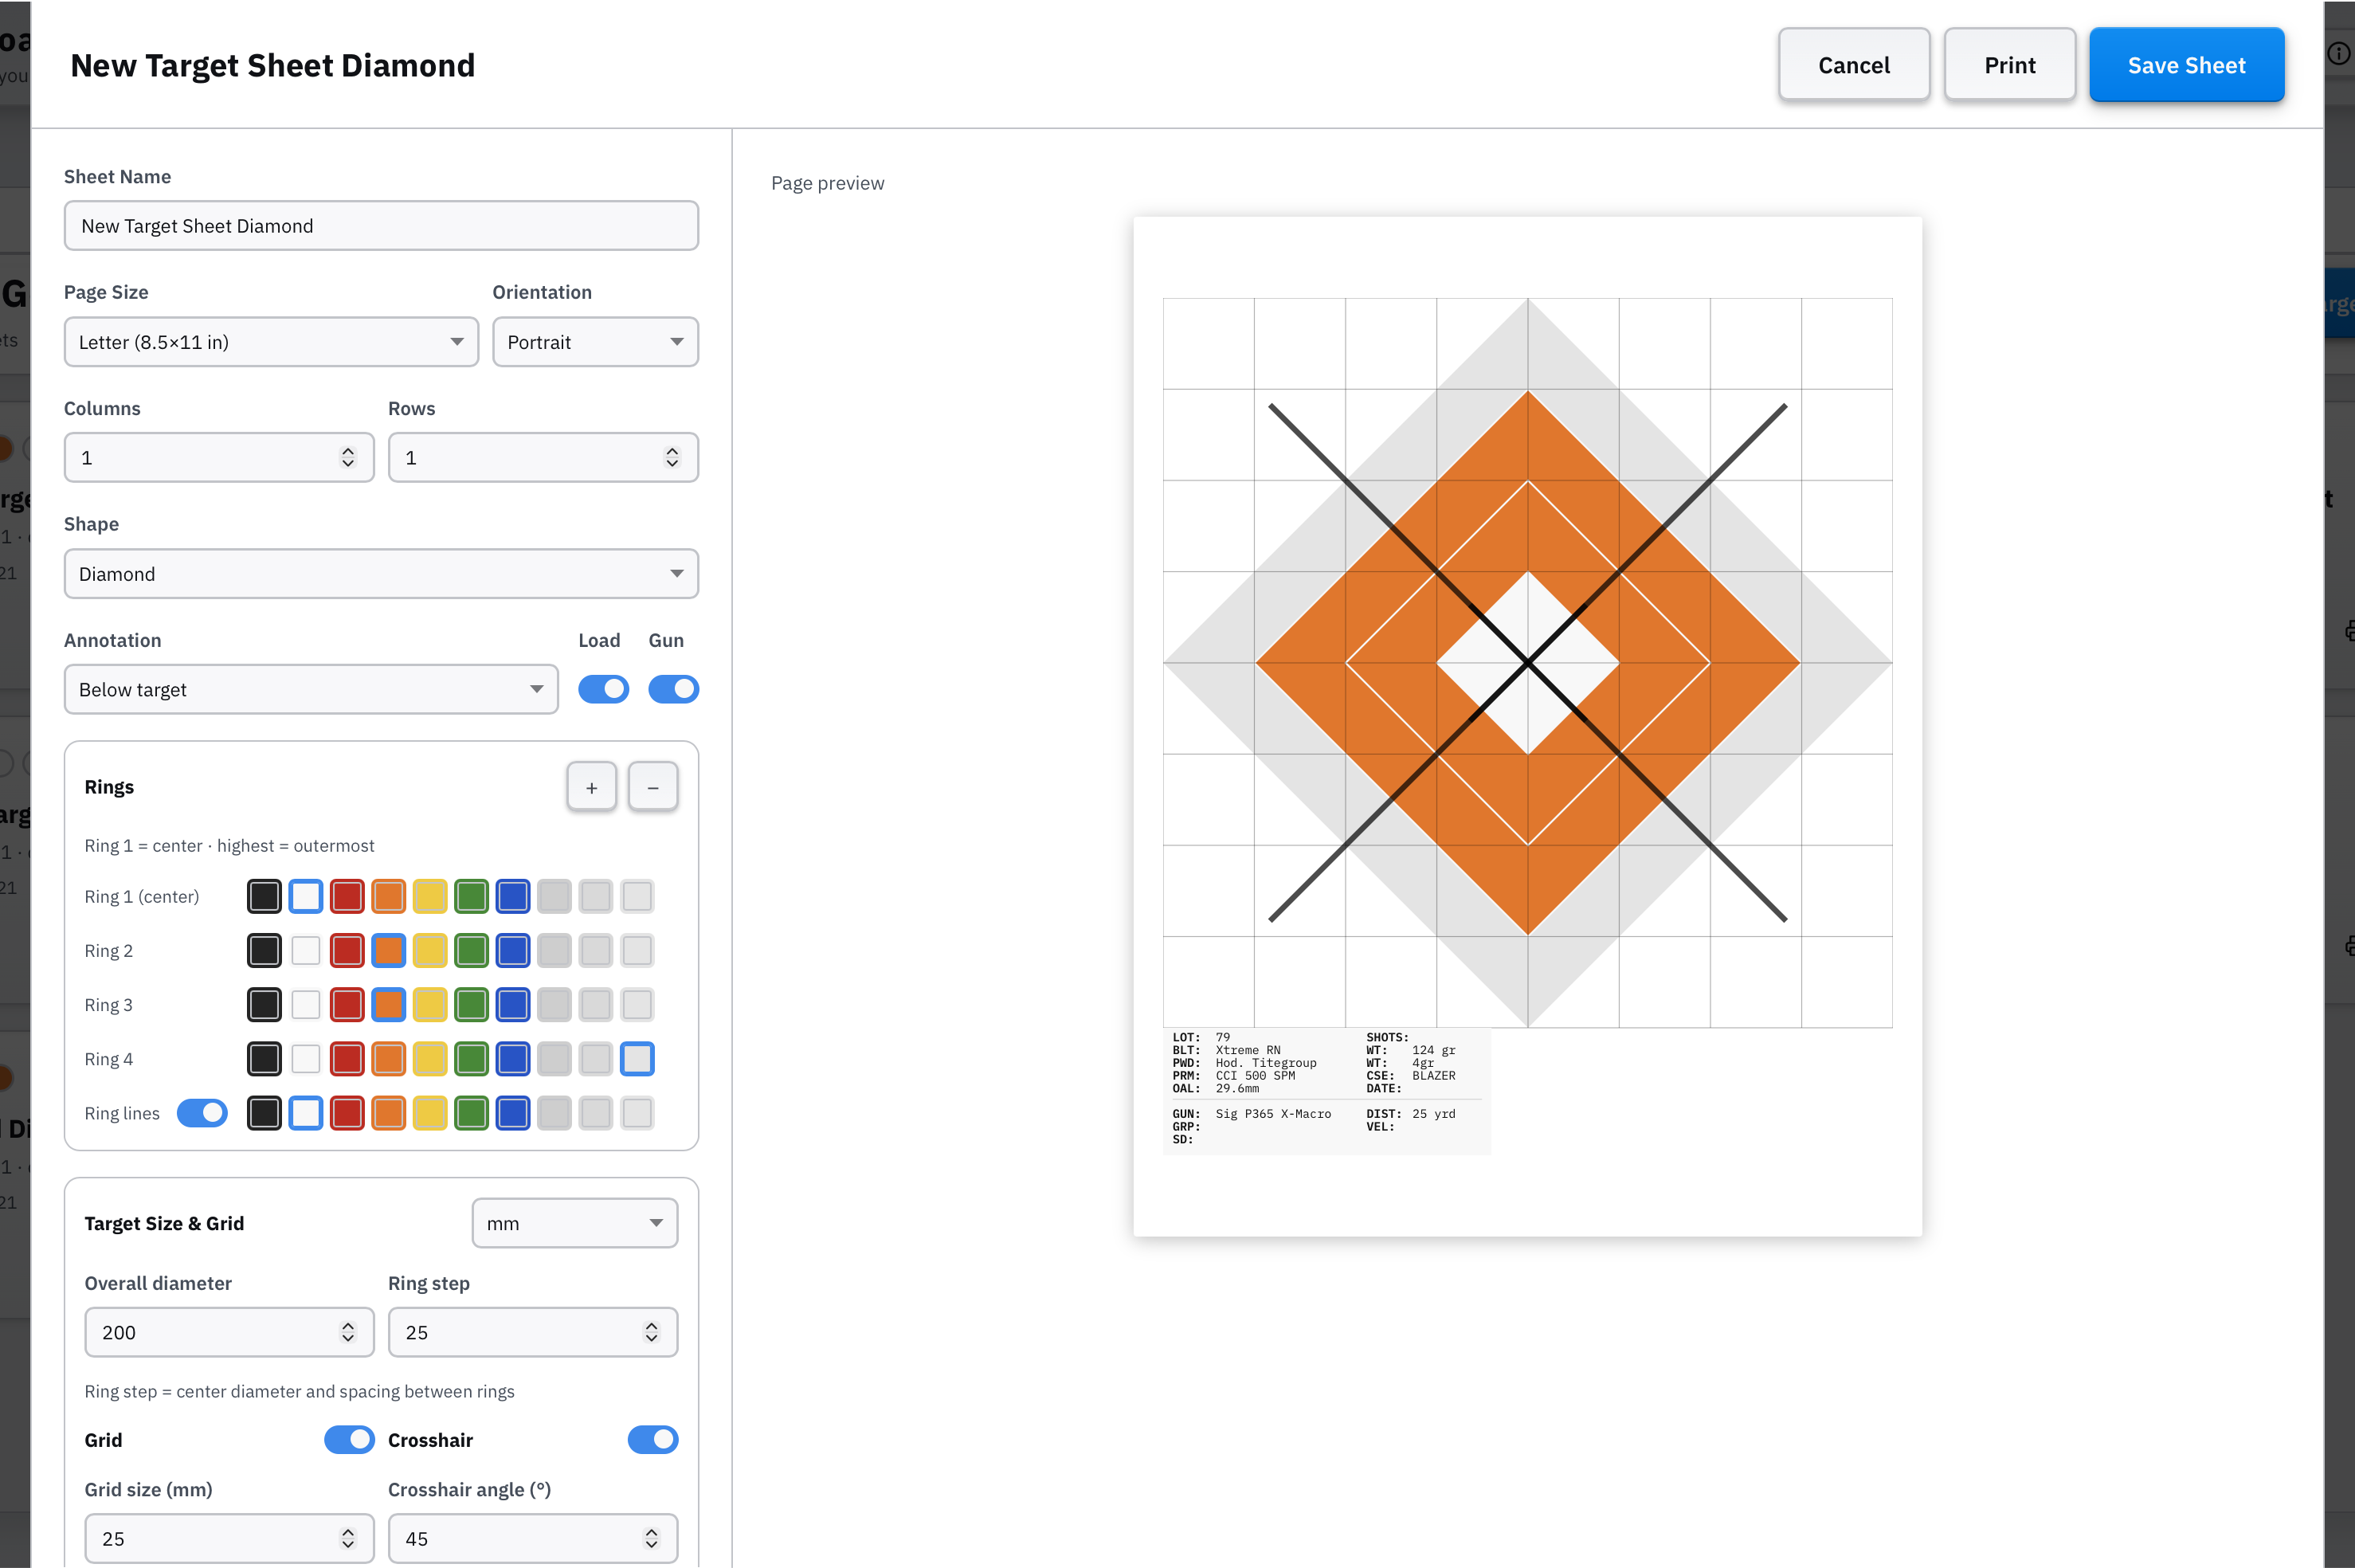 New Target Sheet Diamond
Cancel
Print
Save Sheet
Sheet Name
New Target Sheet Diamond
Page Size
Orientation
Letter (8.5×11 in)
Portrait
Columns
Rows
1
1
Shape
Diamond
Annotation
Load
Gun
Below target
Rings
+
−
Ring 1 = center · highest = outermost
Ring 1 (center)
Ring 2
Ring 3
Ring 4
Ring lines
Target Size & Grid
mm
Overall diameter
Ring step
200
25
Ring step = center diameter and spacing between rings
Grid
Crosshair
Grid size (mm)
Crosshair angle (°)
25
45
Page preview
LOT: 79 SHOTS:
BLT: Xtreme RN WT: 124 gr
PWD: Hod. Titegroup WT: 4gr
PRM: CCI 500 SPM CSE: BLAZER
OAL: 29.6mm DATE:
GUN: Sig P365 X-Macro DIST: 25 yrd
GRP: VEL:
SD: